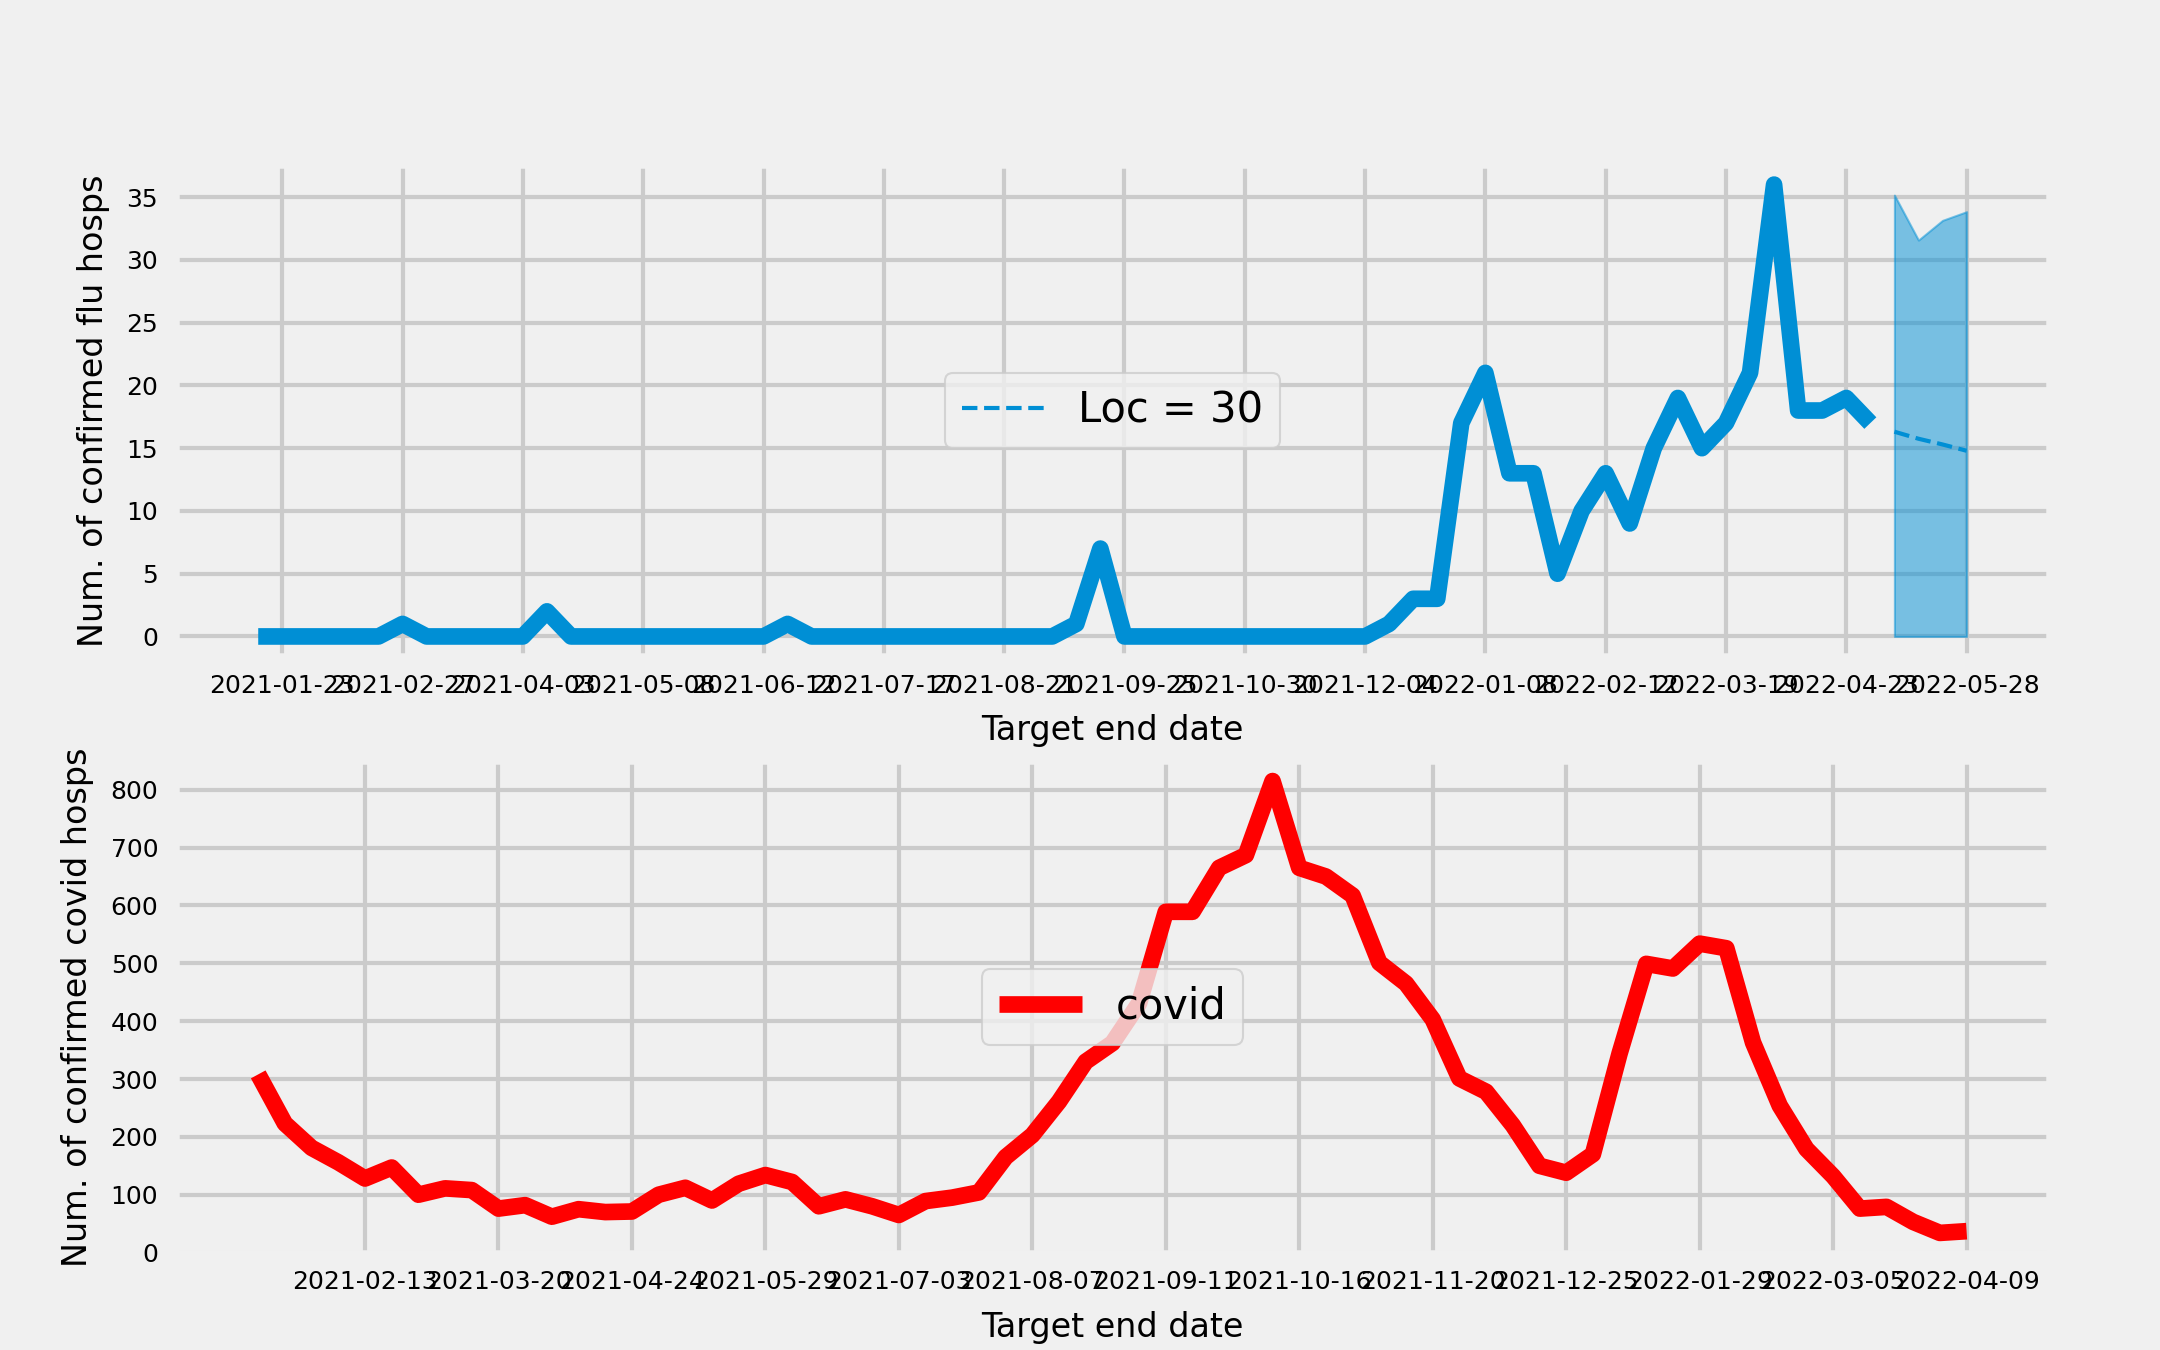 Num. of confirmed flu hosps
35
30
25
20
15
10
5
0
Loc = 30
2021-01-23 2021-02-27 2021-04-03 2021-05-08 2021-06-12 2021-07-17 2021-08-21 2021-09-25 2021-10-30 2021-12-04 2022-01-08 2022-02-12 2022-03-19 2022-04-23 2022-05-28
Target end date
Num. of confirmed covid hosps
800
700
600
500
400
300
200
100
0
covid
2021-02-13 2021-03-20 2021-04-24 2021-05-29 2021-07-03 2021-08-07 2021-09-11 2021-10-16 2021-11-20 2021-12-25 2022-01-29 2022-03-05 2022-04-09
Target end date